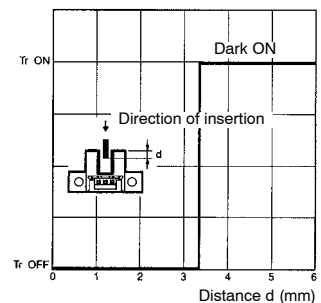 Dark ON
Tr ON
Direction of insertion
d
Tr OFF
0 1 2 3 4 5 6
Distance d (mm)